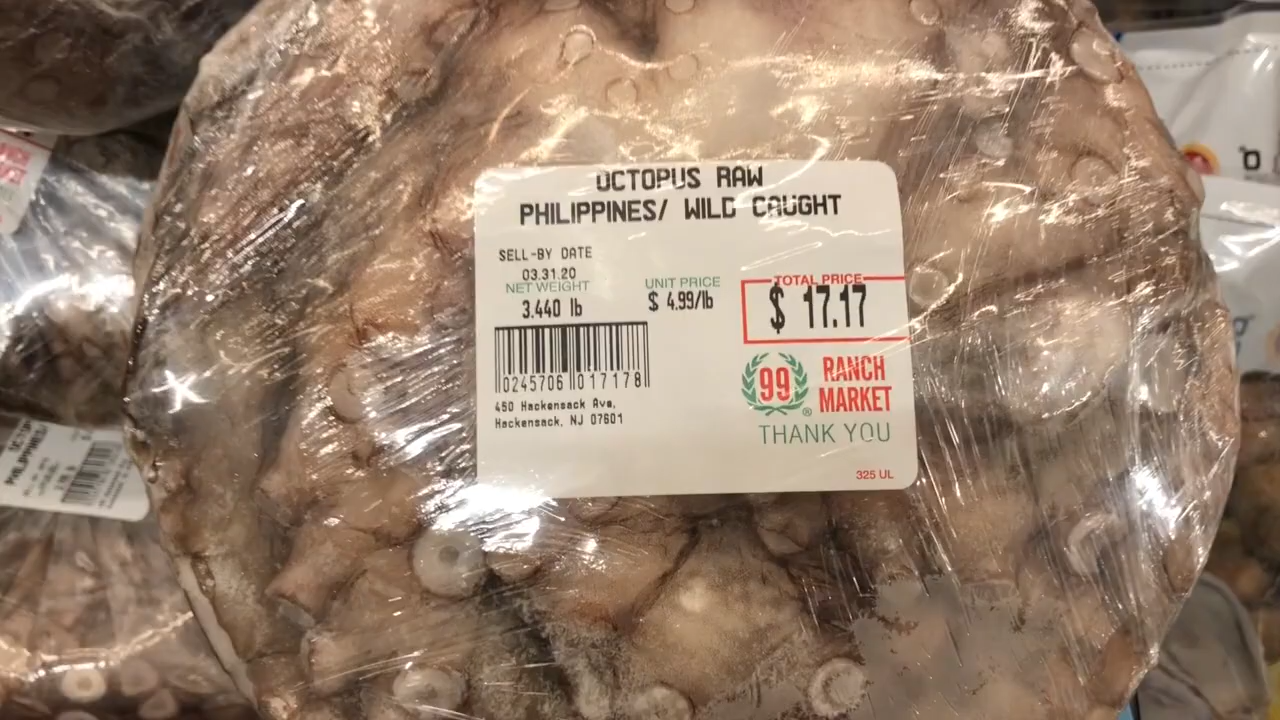 OCTOPUS RAW
PHILIPPINES/ WILD CAUGHT
SELL-BY DATE
03.31.20
NET WEIGHT
3.440 lb
UNIT PRICE
$ 4.99/lb
TOTAL PRICE
$ 17.17
0245706 017178
450 Hackensack Ave,
Hackensack, NJ 07601
99 ® RANCH
MARKET
THANK YOU
325 UL
PHILIPPINES/